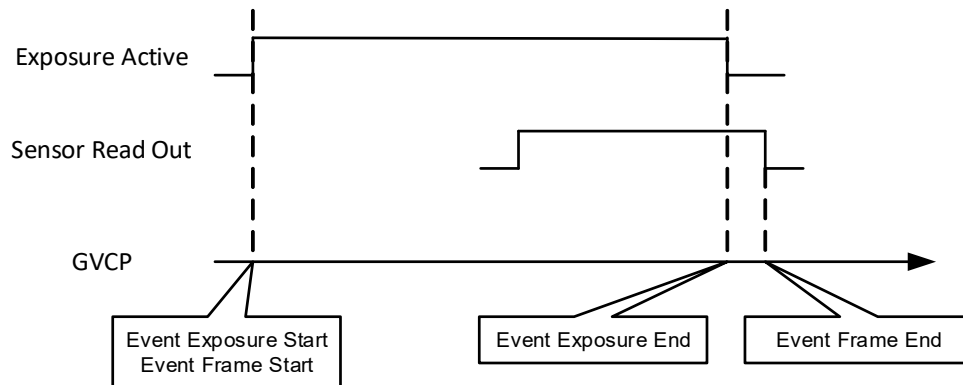 Exposure Active
Sensor Read Out
GVCP
Event Exposure Start
Event Frame Start
Event Exposure End
Event Frame End